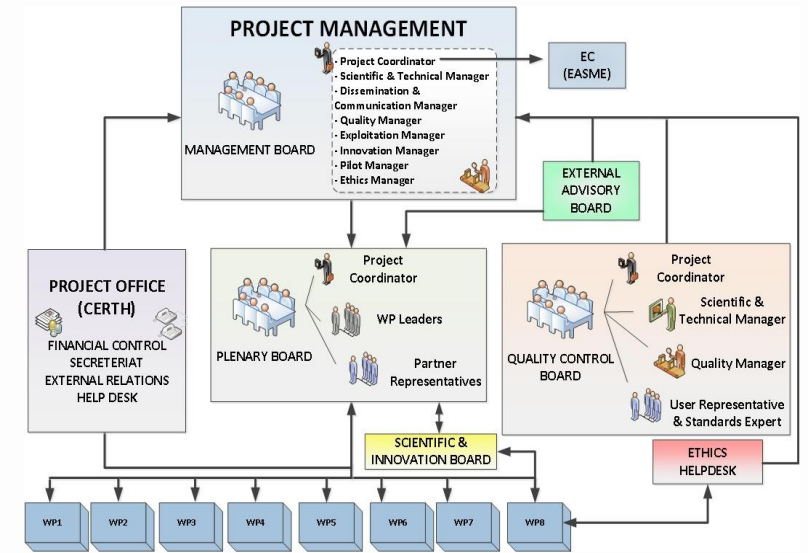 PROJECT MANAGEMENT
MANAGEMENT BOARD
- Project Coordinator
- Scientific & Technical Manager
- Dissemination &
Communication Manager
- Quality Manager
- Exploitation Manager
- Innovation Manager
- Pilot Manager
- Ethics Manager
EC
(EASME)
EXTERNAL
ADVISORY
BOARD
PROJECT OFFICE
(CERTH)
FINANCIAL CONTROL
SECRETERIAT
EXTERNAL RELATIONS
HELP DESK
PLENARY BOARD
Project
Coordinator
WP Leaders
Partner
Representatives
QUALITY CONTROL
BOARD
Project
Coordinator
Scientific &
Technical Manager
Quality Manager
User Representative
& Standards Expert
SCIENTIFIC &
INNOVATION BOARD
ETHICS
HELPDESK
WP1
WP2
WP3
WP4
WP5
WP6
WP7
WP8